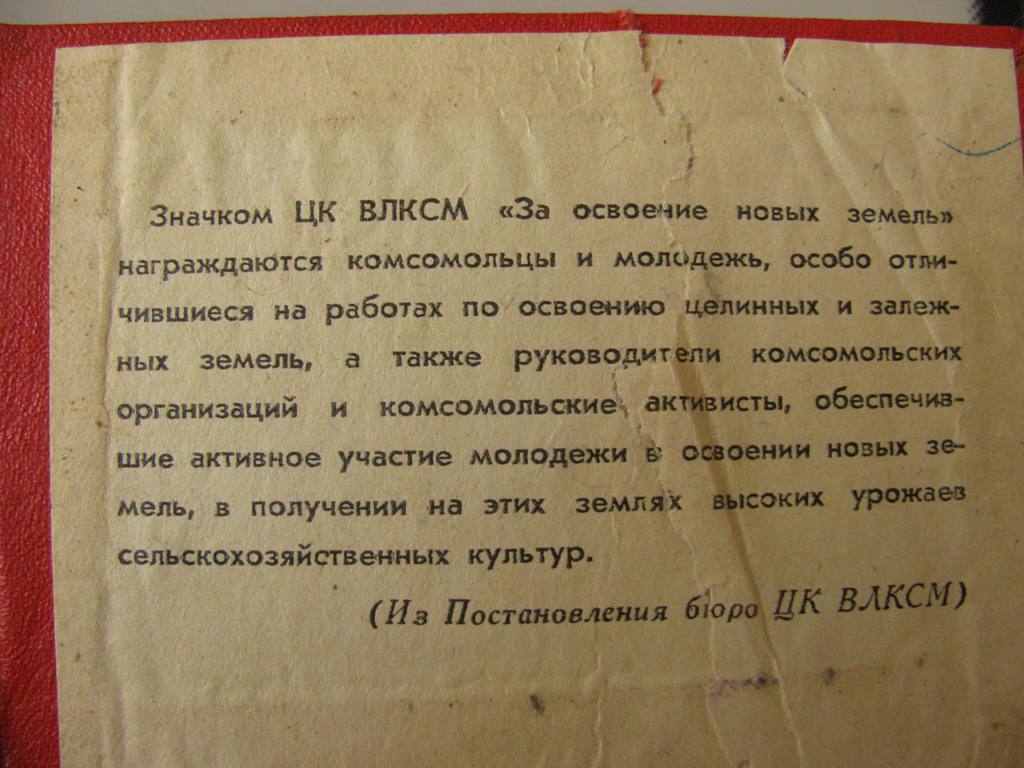 Значком ЦК ВЛКСМ «За освоение новых земель»
награждаются комсомольцы и молодежь, особо отли-
чившиеся на работах по освоению целинных и залеж-
ных земель, а также руководители комсомольских
организаций и комсомольские активисты, обеспечив-
шие активное участие молодежи в освоении новых зе-
мель, в получении на этих землях высоких урожаев
сельскохозяйственных культур.
(Из Постановления бюро ЦК ВЛКСМ)